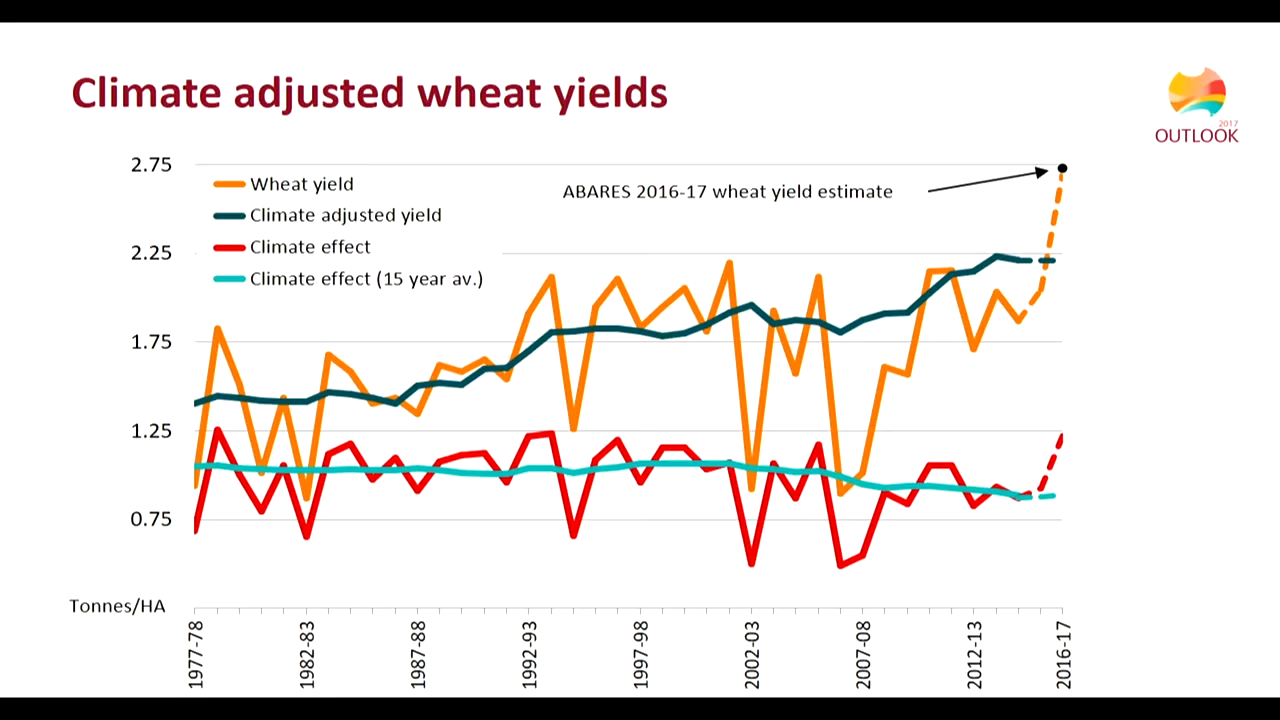 Climate adjusted wheat yields
2017
OUTLOOK
2.75
2.25
1.75
1.25
0.75
Tonnes/HA
Wheat yield
Climate adjusted yield
Climate effect
Climate effect (15 year av.)
ABARES 2016-17 wheat yield estimate
1977-78
1982-83
1987-88
1992-93
1997-98
2002-03
2007-08
2012-13
2016-17